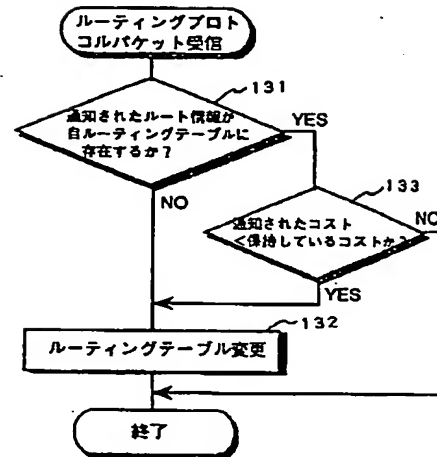 ルーティングプロト
コルパケット受信
131
通知されたルート情報が
自ルーティングテーブルに
存在するか?
YES
133
NO
通知されたコスト
<保持しているコストか?
NO
YES
132
ルーティングテーブル変更
終了